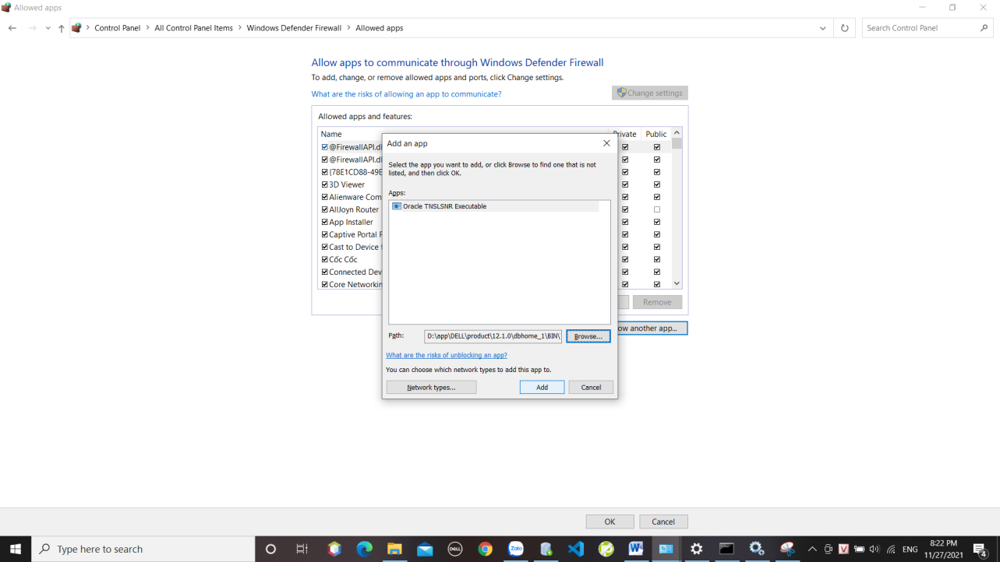 Allowed apps
Control Panel > All Control Panel Items > Windows Defender Firewall > Allowed apps
Search Control Panel
Allow apps to communicate through Windows Defender Firewall
To add, change, or remove allowed apps and ports, click Change settings.
What are the risks of allowing an app to communicate?
Change settings
Allowed apps and features:
Name
Private Public
@FirewallAPI.dl
@FirewallAPI.dl
{78E1CD88-49E
3D Viewer
Alienware Com
AllJoyn Router
App Installer
Captive Portal F
Cast to Device f
Cốc Cốc
Connected Dev
Core Networkin
Remove
ow another app...
Add an app
Select the app you want to add, or click Browse to find one that is not
listed, and then click OK.
Apps:
Oracle TNSLSNR Executable
Path:
D:\app\DELL\product\12.1.0\dbhome_1\BIN\
Browse...
What are the risks of unblocking an app?
You can choose which network types to add this app to.
Network types...
Add
Cancel
OK
Cancel
Type here to search
DELL
Zalo
W
V
ENG
8:22 PM
11/27/2021
4